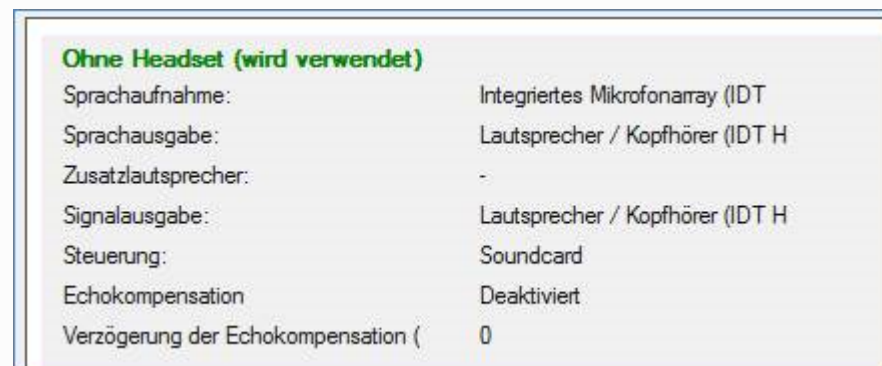 Ohne Headset (wird verwendet)
Sprachaufnahme: Integriertes Mikrofonarray (IDT
Sprachausgabe: Lautsprecher / Kopfhörer (IDT H
Zusatzlautsprecher: -
Signalausgabe: Lautsprecher / Kopfhörer (IDT H
Steuerung: Soundcard
Echokompensation Deaktiviert
Verzögerung der Echokompensation ( 0